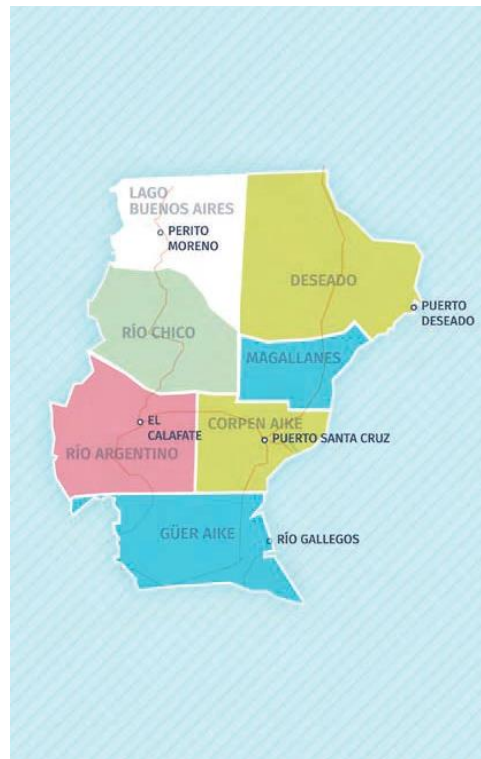 LAGO
BUENOS AIRES
PERITO
MORENO
DESEADO
PUERTO
DESEADO
RÍO CHICO
MAGALLANES
EL
CALAFATE
CORPEN AIKE
PUERTO SANTA CRUZ
RÍO ARGENTINO
GÜER AIKE
RÍO GALLEGOS